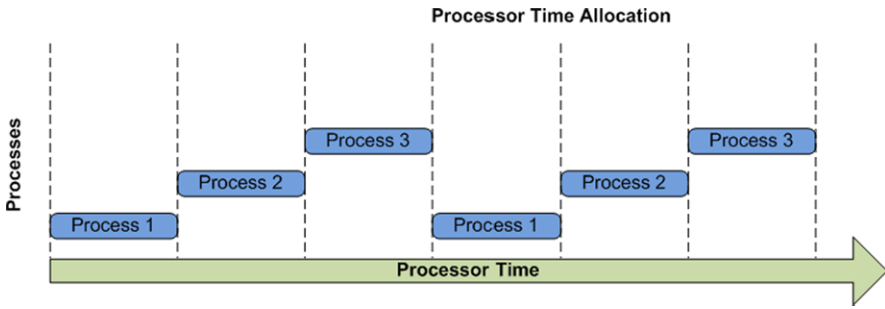 Processor Time Allocation
Processes
Process 3
Process 3
Process 2
Process 2
Process 1
Process 1
Processor Time